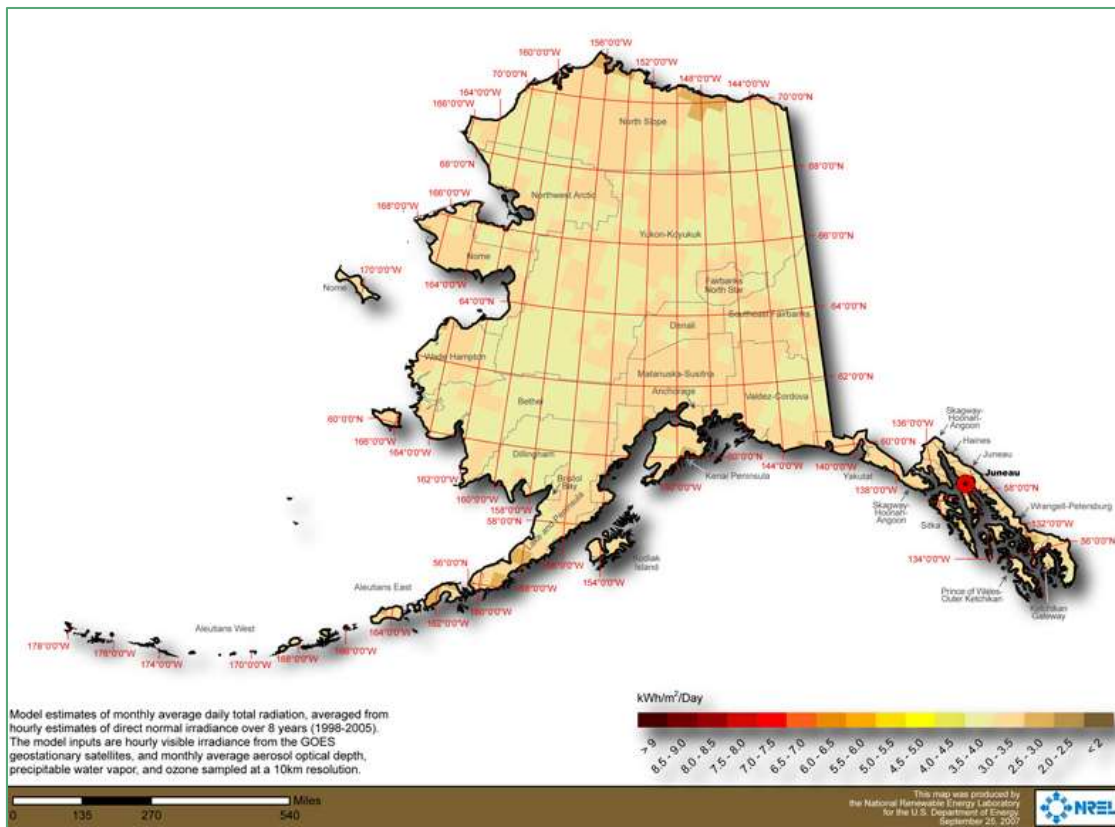 156°0'0"W
160°0'0"W
152°0'0"W
148°0'0"W
144°0'0"W
70°0'0"N
70°0'0"N
164°0'0"W
166°0'0"W
North Slope
68°0'0"N
68°0'0"N
166°0'0"W
Northwest Arctic
168°0'0"W
Yukon-Koyukuk
66°0'0"N
Nome
170°0'0"W
164°0'0"W
Nome
Fairbanks
North Star
64°0'0"N
64°0'0"N
Southeast Fairbanks
Denali
Wade Hampton
Matanuska-Susitna
62°0'0"N
Anchorage
Bethel
Valdez-Cordova
60°0'0"N
166°0'0"W
164°0'0"W
136°0'0"W
Skagway-
Hoonah-
Angoon
60°0'0"N
Haines
Juneau
Juneau
Dillingham
60°0'0"N
144°0'0"W
140°0'0"W
Kenai Peninsula
Yakutat
138°0'0"W
58°0'0"N
162°0'0"W
160°0'0"W
158°0'0"W
58°0'0"N
Bristol
Bay
Lake and Peninsula
Skagway-
Hoonah-
Angoon
Sitka
Wrangell-Petersburg
132°0'0"W
56°0'0"N
134°0'0"W
Kodiak
Island
154°0'0"W
56°0'0"N
Aleutians East
160°0'0"W
162°0'0"W
164°0'0"W
Prince of Wales-
Outer Ketchikan
Ketchikan
Gateway
Aleutians West
178°0'0"W
176°0'0"W
174°0'0"W
170°0'0"W
168°0'0"W
Model estimates of monthly average daily total radiation, averaged from
hourly estimates of direct normal irradiance over 8 years (1998-2005).
The model inputs are hourly visible irradiance from the GOES
geostationary satellites, and monthly average aerosol optical depth,
precipitable water vapor, and ozone sampled at a 10km resolution.
kWh/m²/Day
> 9
8.5 - 9.0
8.0 - 8.5
7.5 - 8.0
7.0 - 7.5
6.5 - 7.0
6.0 - 6.5
5.5 - 6.0
5.0 - 5.5
4.5 - 5.0
4.0 - 4.5
3.5 - 4.0
3.0 - 3.5
2.5 - 3.0
2.0 - 2.5
< 2
Miles
0 135 270 540
This map was produced by
the National Renewable Energy Laboratory
for the U.S. Department of Energy.
September 25, 2007
NREL